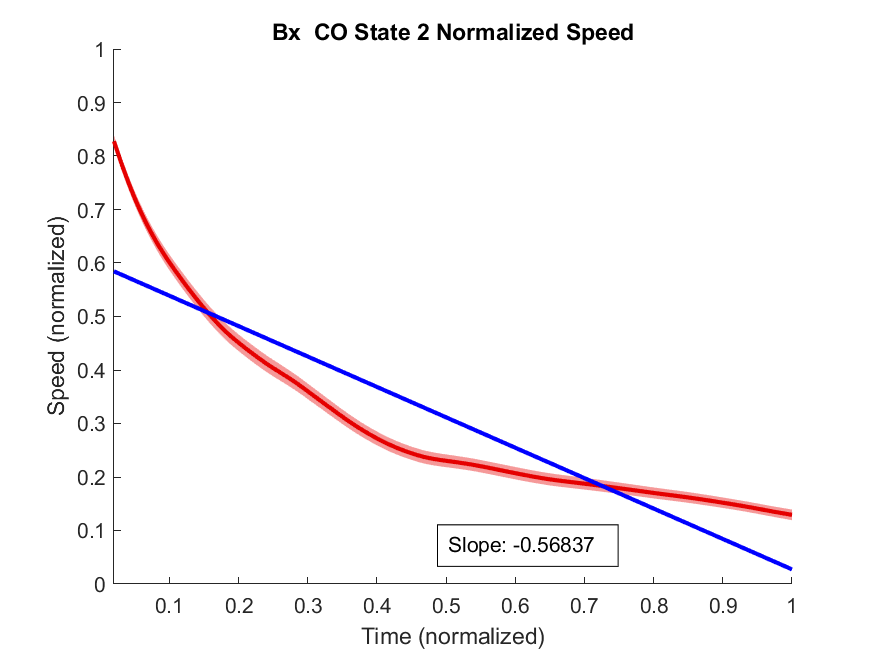 Bx  CO State 2 Normalized Speed
1
0.9
0.8
0.7
0.6
0.5
0.4
0.3
0.2
0.1
0
Speed (normalized)
Slope: -0.56837
0.1 0.2 0.3 0.4 0.5 0.6 0.7 0.8 0.9 1
Time (normalized)